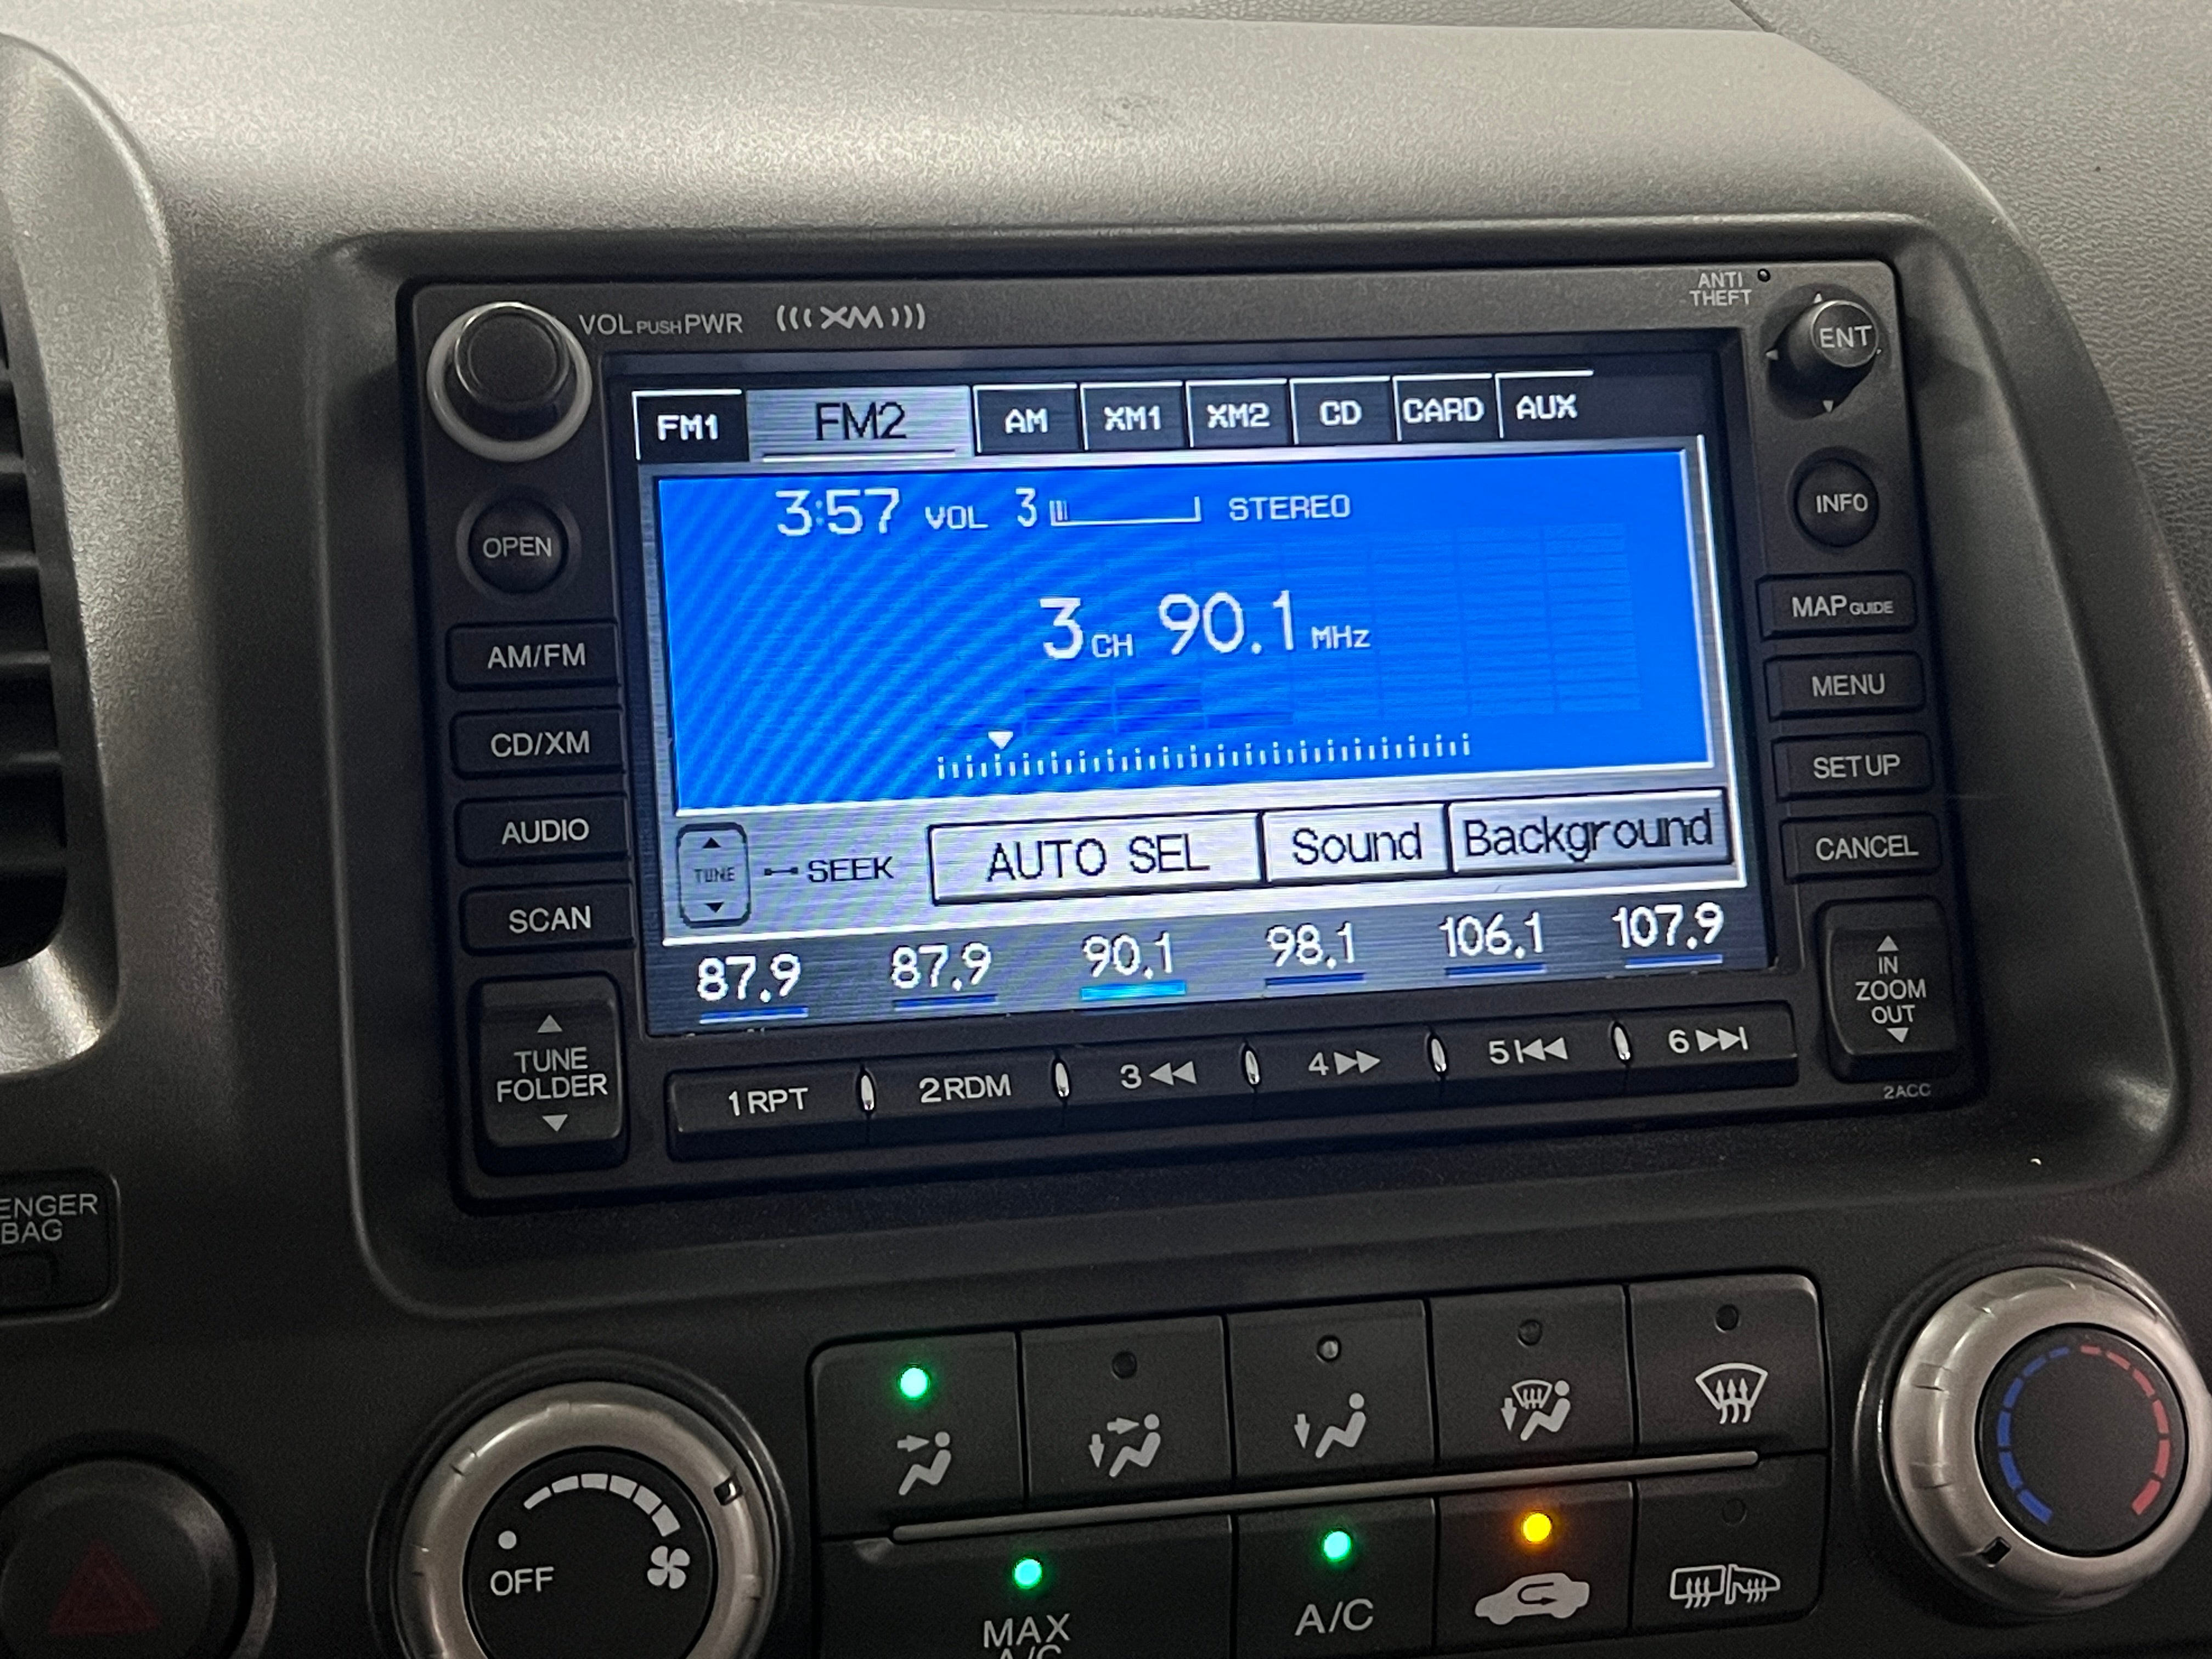 VOL PUSH PWR (((XM)))
ANTI
THEFT
ENT
FM1 FM2 AM XM1 XM2 CD CARD AUX
3:57 VOL 3 STEREO
INFO
OPEN
3 CH 90.1 MHz
MAP GUIDE
AM/FM
MENU
CD/XM
SETUP
AUDIO
TUNE SEEK AUTO SEL Sound Background
CANCEL
SCAN
87.9 87.9 90.1 98.1 106.1 107.9
IN
ZOOM
OUT
TUNE
FOLDER
1 RPT 2 RDM 3 4 5 6
2ACC
ENGER
BAG
OFF
MAX
A/C
A/C